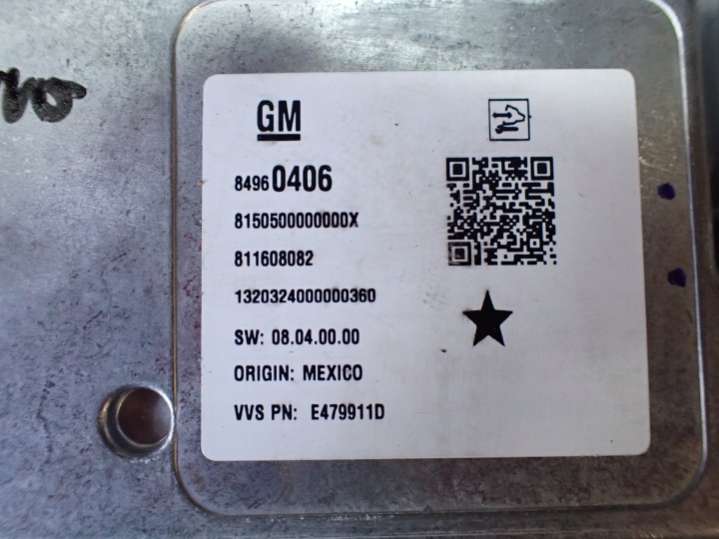 GM
84960406
8150500000000X
811608082
1320324000000360
SW: 08.04.00.00
ORIGIN: MEXICO
VVS PN: E479911D